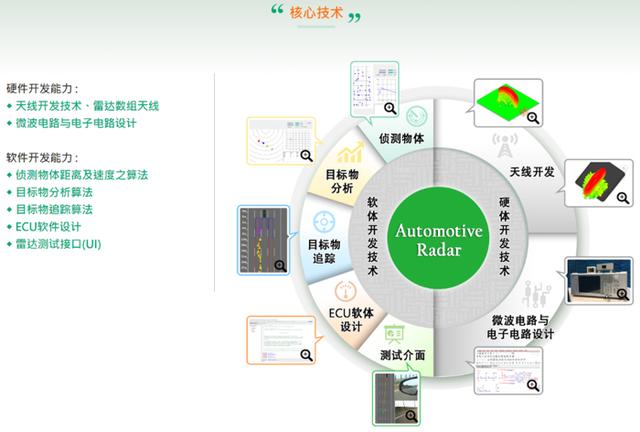 核心技术
硬件开发能力：
天线开发技术、雷达数组天线
微波电路与电子电路设计
软件开发能力：
侦测物体距离及速度之算法
目标物分析算法
目标物追踪算法
ECU软件设计
雷达测试接口(UI)
侦测物体
目标物
分析
目标物
追踪
ECU软体
设计
测试介面
软体开发技术
Automotive
Radar
硬体开发技术
天线开发
微波电路与
电子电路设计